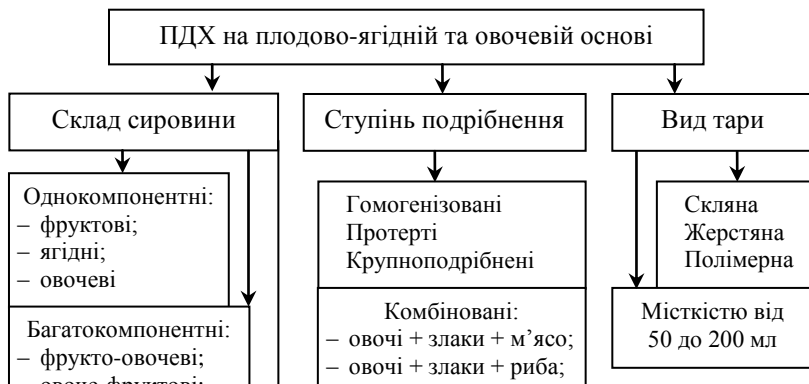 ПДХ на плодово-ягідній та овочевій основі
Склад сировини
Однокомпонентні:
– фруктові;
– ягідні;
– овочеві
Багатокомпонентні:
– фрукто-овочеві;
– овоче-фруктові;
Ступінь подрібнення
Гомогенізовані
Протерті
Крупноподрібнені
Комбіновані:
– овочі + злаки + м’ясо;
– овочі + злаки + риба;
Вид тари
Скляна
Жерстяна
Полімерна
Місткістю від
50 до 200 мл